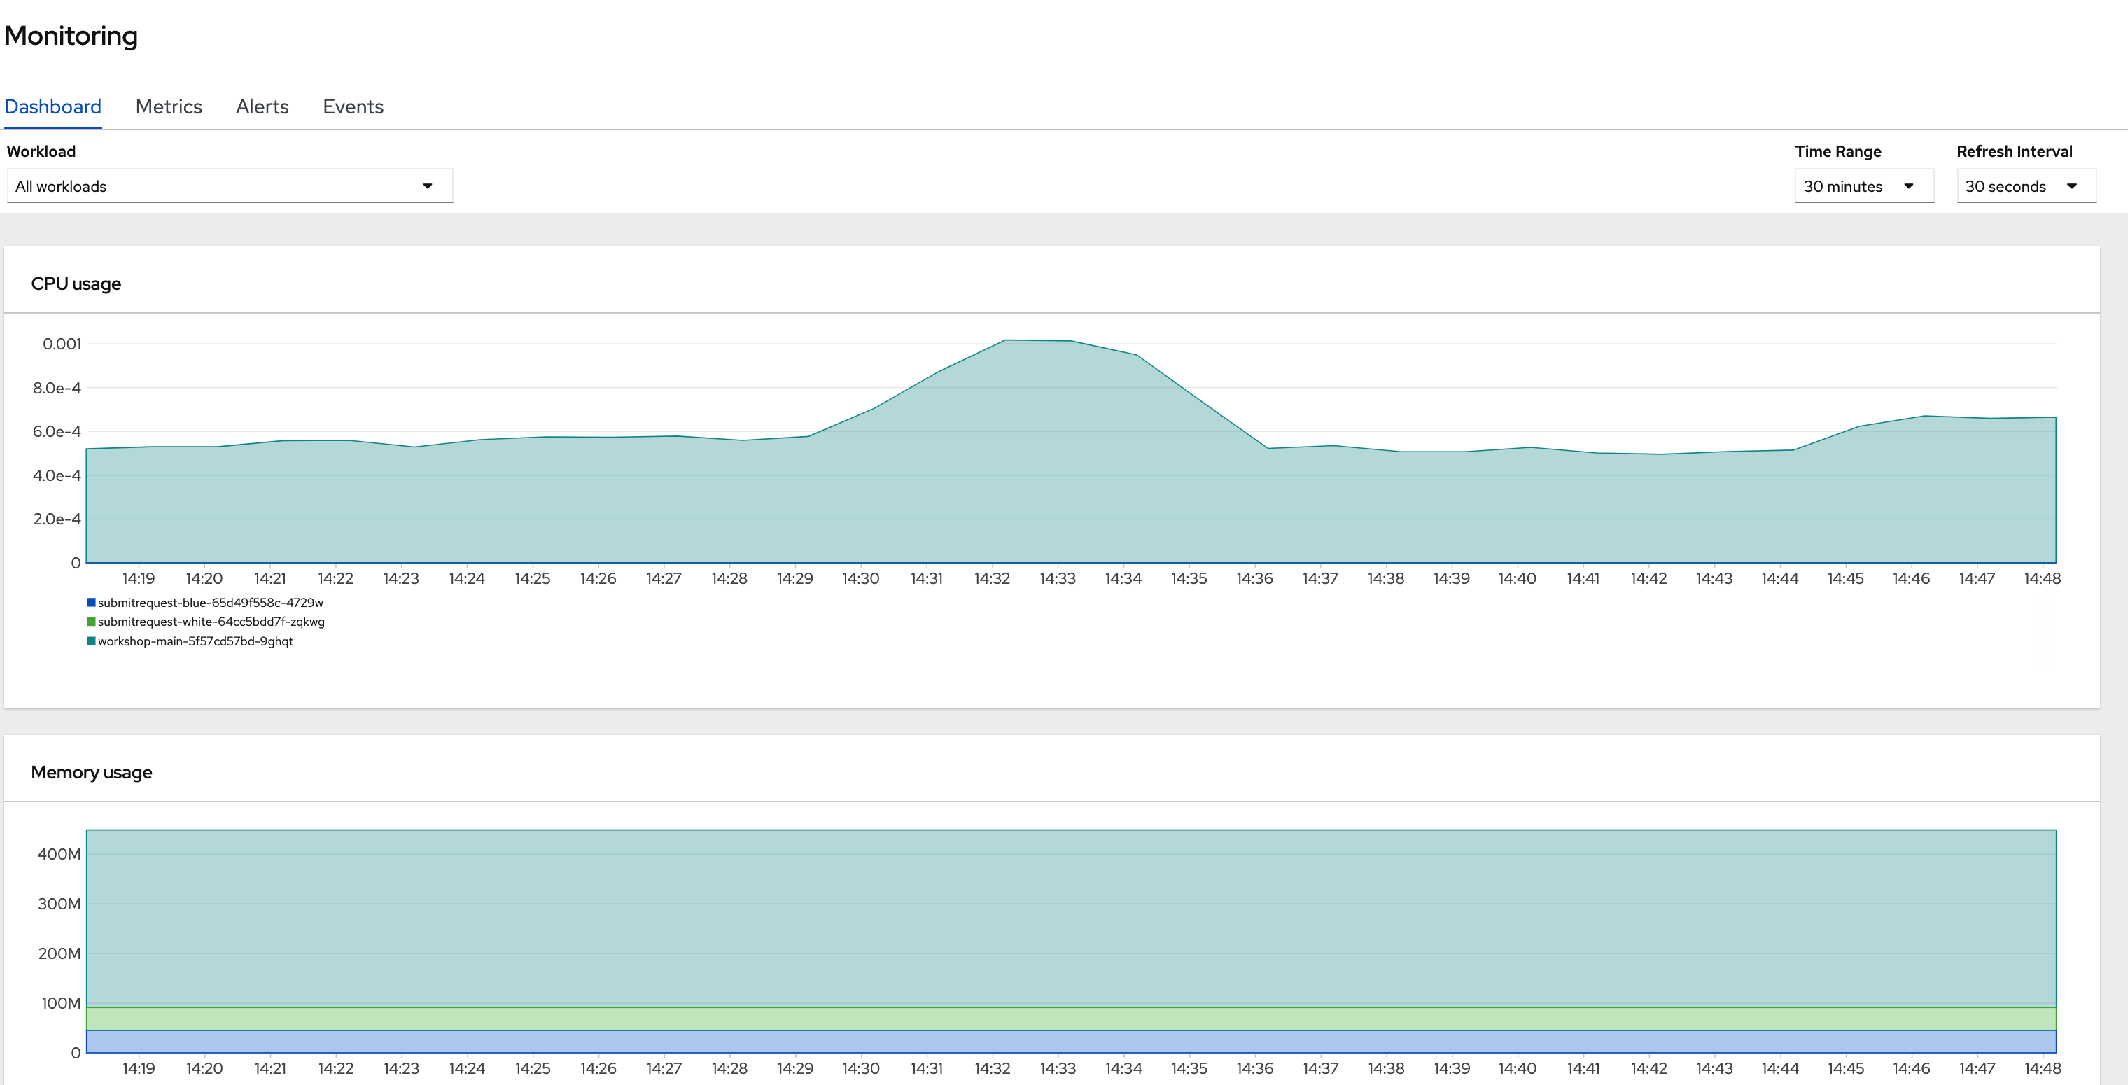 Monitoring
Dashboard Metrics Alerts Events
Workload Time Range Refresh Interval
All workloads 30 minutes 30 seconds
CPU usage
0.001
8.0e-4
6.0e-4
4.0e-4
2.0e-4
0
14:19 14:20 14:21 14:22 14:23 14:24 14:25 14:26 14:27 14:28 14:29 14:30 14:31 14:32 14:33 14:34 14:35 14:36 14:37 14:38 14:39 14:40 14:41 14:42 14:43 14:44 14:45 14:46 14:47 14:48
submitrequest-blue-65d49f558c-4729w
submitrequest-white-64cc5bdd7f-zqkwg
workshop-main-5f57cd57bd-9ghqt
Memory usage
400M
300M
200M
100M
0
14:19 14:20 14:21 14:22 14:23 14:24 14:25 14:26 14:27 14:28 14:29 14:30 14:31 14:32 14:33 14:34 14:35 14:36 14:37 14:38 14:39 14:40 14:41 14:42 14:43 14:44 14:45 14:46 14:47 14:48